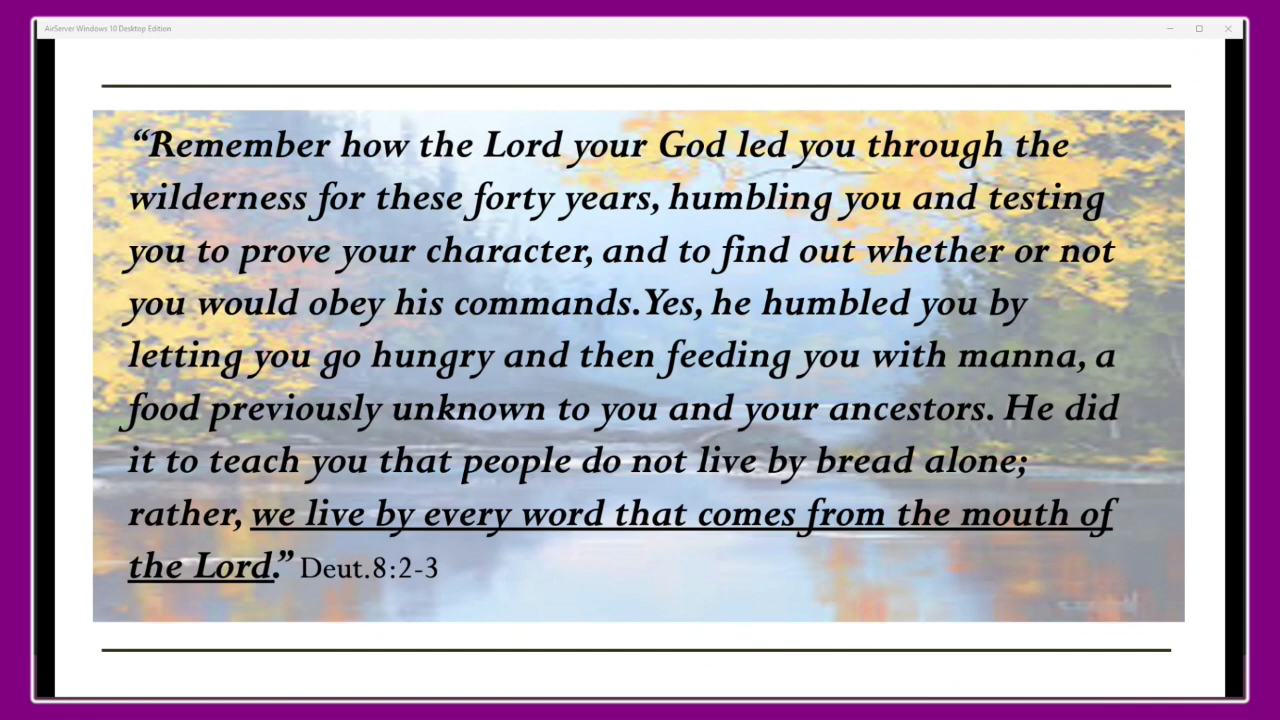 AirServer Windows 10 Desktop Edition
“Remember how the Lord your God led you through the
wilderness for these forty years, humbling you and testing
you to prove your character, and to find out whether or not
you would obey his commands. Yes, he humbled you by
letting you go hungry and then feeding you with manna, a
food previously unknown to you and your ancestors. He did
it to teach you that people do not live by bread alone;
rather, we live by every word that comes from the mouth of
the Lord.” Deut.8:2-3